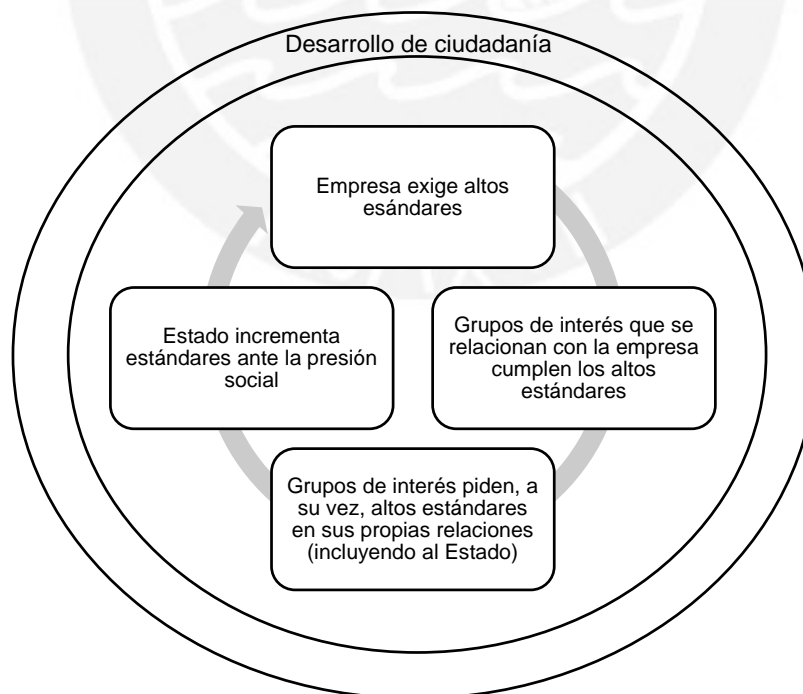 Desarrollo de ciudadanía
Empresa exige altos
esándares
Estado incrementa
estándares ante la presión
social
Grupos de interés que se
relacionan con la empresa
cumplen los altos
estándares
Grupos de interés piden, a
su vez, altos estándares
en sus propias relaciones
(incluyendo al Estado)